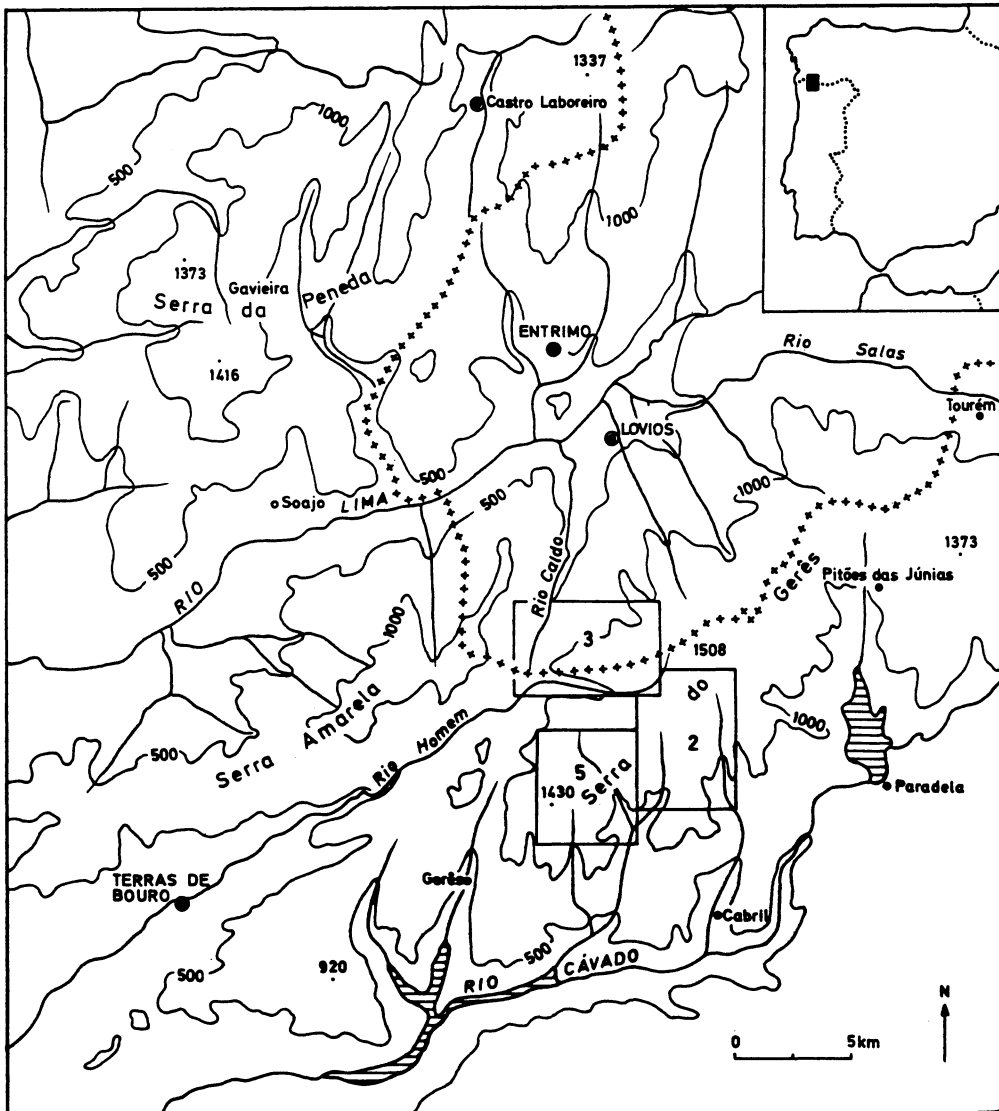 1337
Castro Laboreiro
1000
500
1000
1373
Gavieira
Serra da Peneda
ENTRIMO
Rio Salas
1416
Tourém
LOVIOS
500
1000
Soajo
RIO LIMA
500
500
Rio Caldo
1373
Pitões das Júnias
1000
3
1508
Serra do Gerês
Serra Amarela
Rio Homem
1000
500
2
5
1430
Paradela
TERRAS DE
BOURO
Gerês
Cabril
500
500
920
RIO CÁVADO
N
0 5km